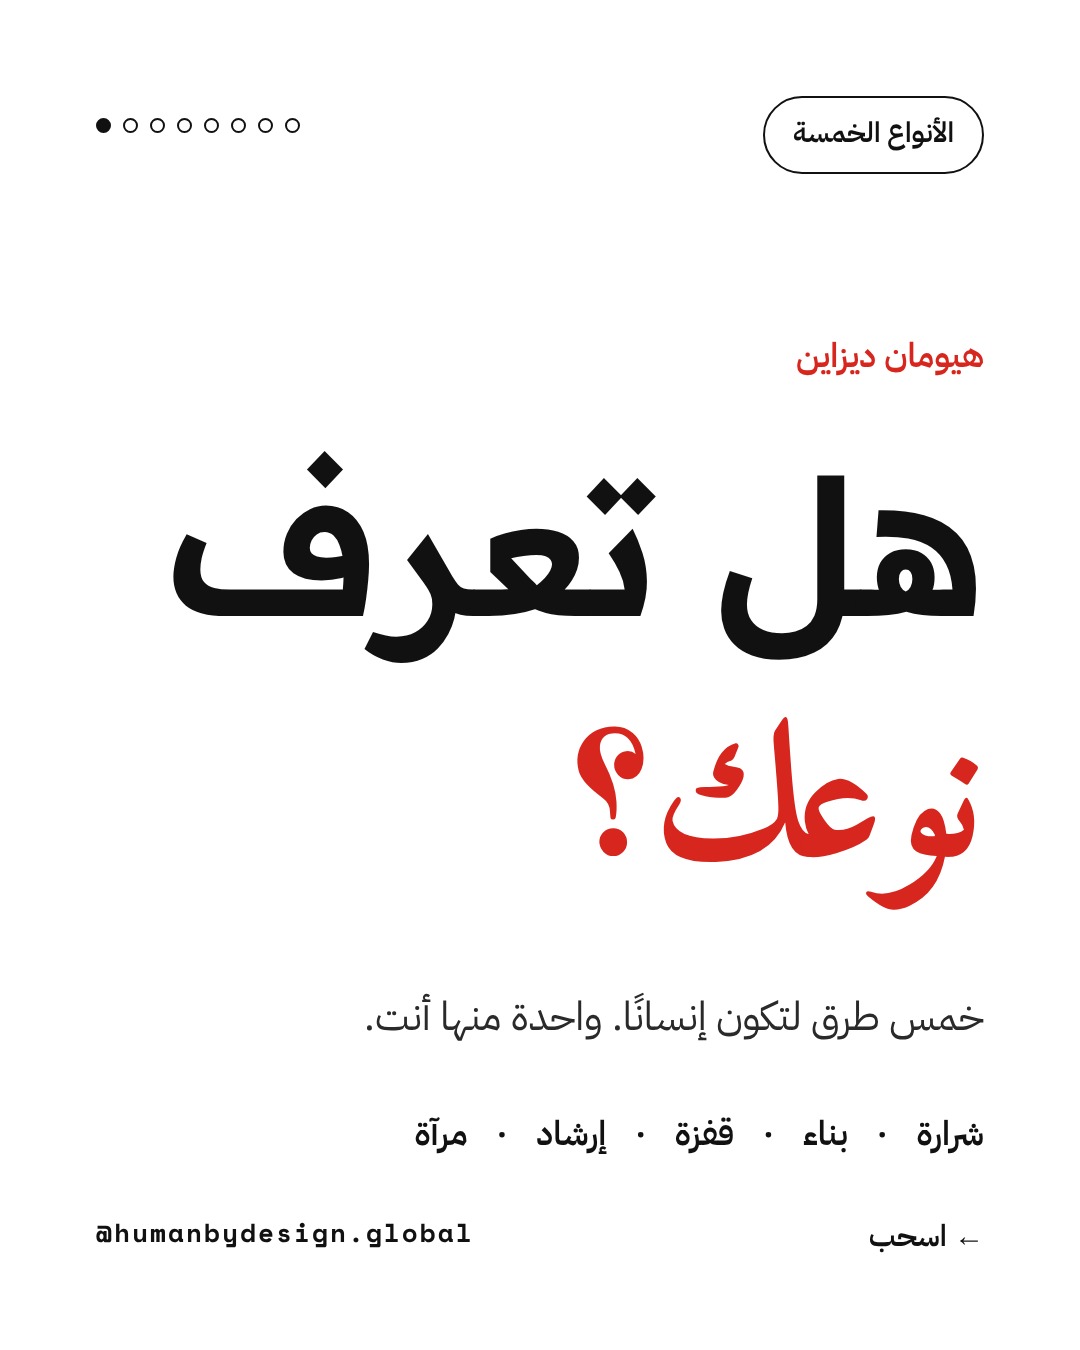 الأنواع الخمسة
هيومان ديزاين
هل تعرف
نوعك؟
خمس طرق لتكون إنسانًا. واحدة منها أنت.
شرارة · بناء · قفزة · إرشاد · مرآة
← اسحب
@humanbydesign.global